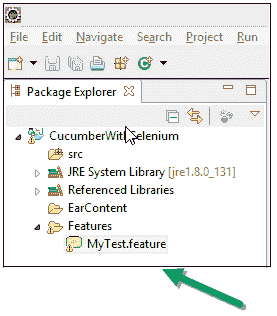 File Edit Navigate Search Project Run
Package Explorer
CucumberWithSelenium
src
JRE System Library [jre1.8.0_131]
Referenced Libraries
EarContent
Features
MyTest.feature